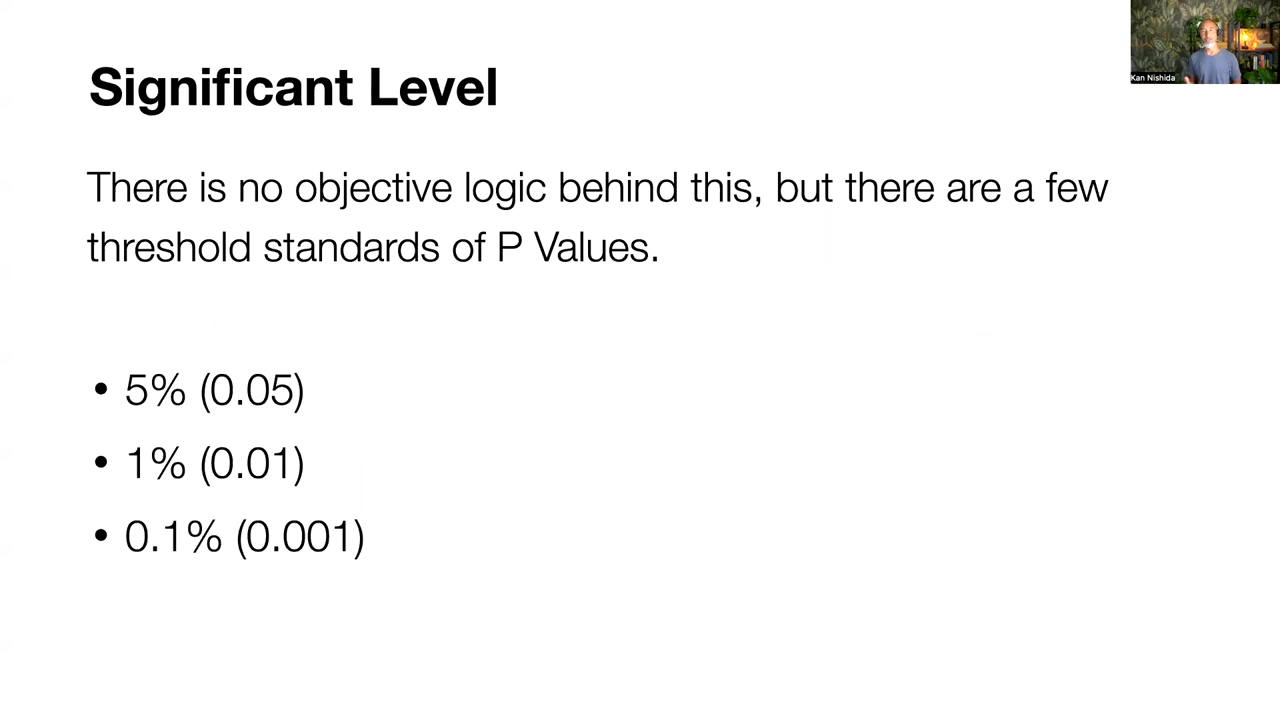 Kan Nishida
Significant Level
There is no objective logic behind this, but there are a few
threshold standards of P Values.
• 5% (0.05)
• 1% (0.01)
• 0.1% (0.001)